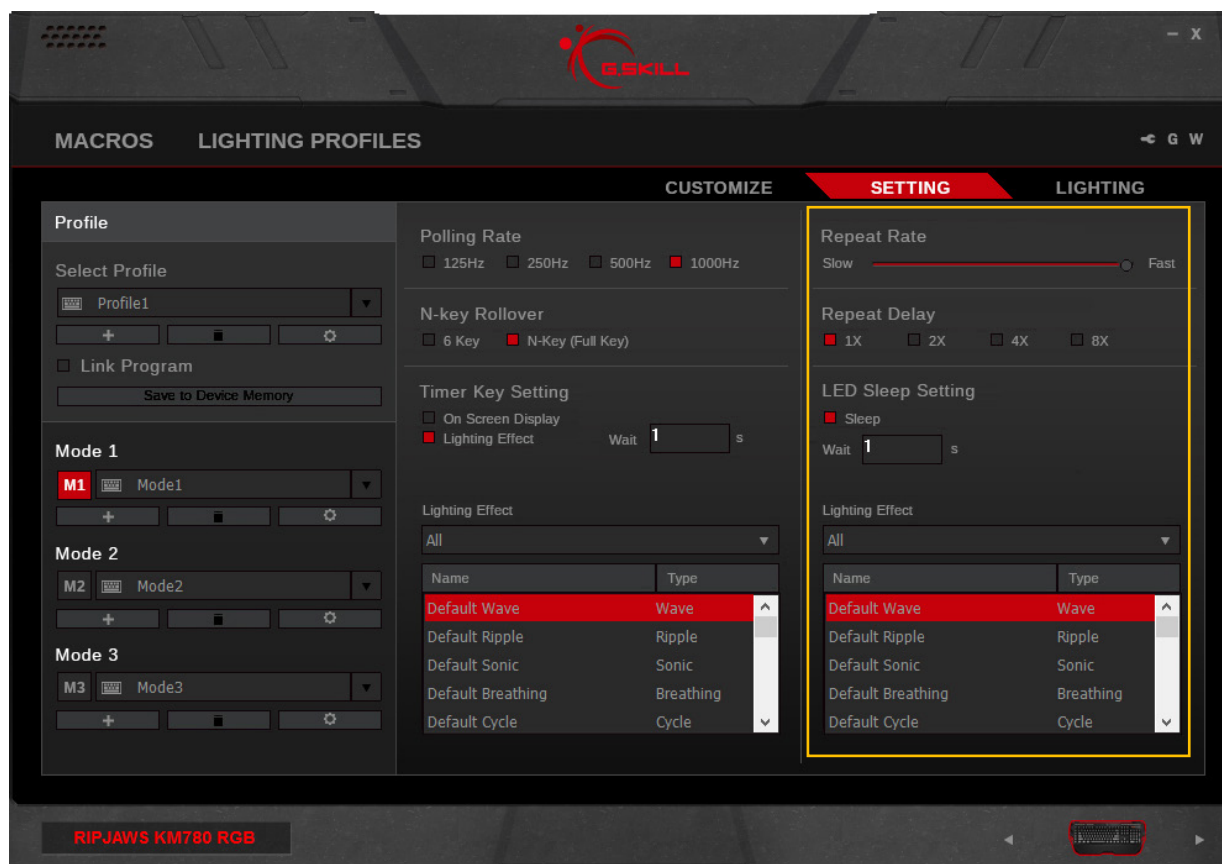 G.SKILL
– X
MACROS LIGHTING PROFILES
G W
CUSTOMIZE SETTING LIGHTING
Profile
Select Profile
Profile1
+
Link Program
Save to Device Memory
Mode 1
M1 Mode1
+
Mode 2
M2 Mode2
+
Mode 3
M3 Mode3
+
Polling Rate
125Hz 250Hz 500Hz 1000Hz
N-key Rollover
6 Key N-Key (Full Key)
Timer Key Setting
On Screen Display
Lighting Effect Wait 1 s
Lighting Effect
All
Name Type
Default Wave Wave
Default Ripple Ripple
Default Sonic Sonic
Default Breathing Breathing
Default Cycle Cycle
Repeat Rate
Slow Fast
Repeat Delay
1X 2X 4X 8X
LED Sleep Setting
Sleep
Wait 1 s
Lighting Effect
All
Name Type
Default Wave Wave
Default Ripple Ripple
Default Sonic Sonic
Default Breathing Breathing
Default Cycle Cycle
RIPJAWS KM780 RGB